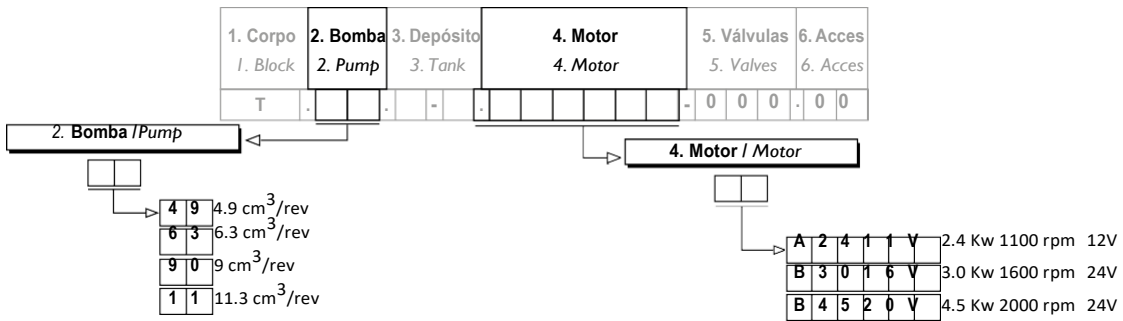 1. Corpo 2. Bomba 3. Depósito 4. Motor 5. Válvulas 6. Acces
1. Block 2. Pump 3. Tank 4. Motor 5. Valves 6. Acces
T . . - . - 0 0 0 . 0 0
2. Bomba /Pump
4. Motor / Motor
4 9 4.9 cm³/rev
6 3 6.3 cm³/rev
9 0 9 cm³/rev
1 1 11.3 cm³/rev
A 2 4 1 1 V 2.4 Kw 1100 rpm 12V
B 3 0 1 6 V 3.0 Kw 1600 rpm 24V
B 4 5 2 0 V 4.5 Kw 2000 rpm 24V